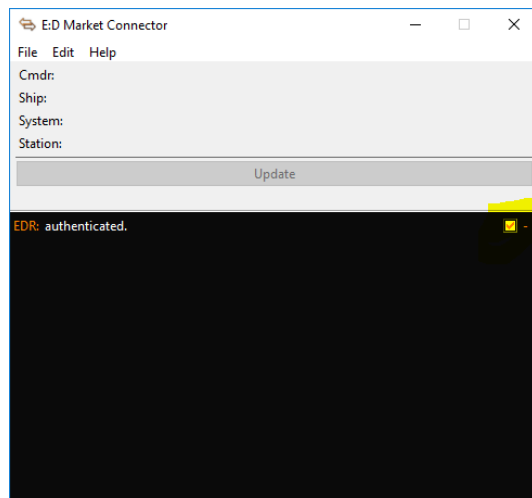 E:D Market Connector
File Edit Help
Cmdr:
Ship:
System:
Station:
Update
EDR: authenticated. -